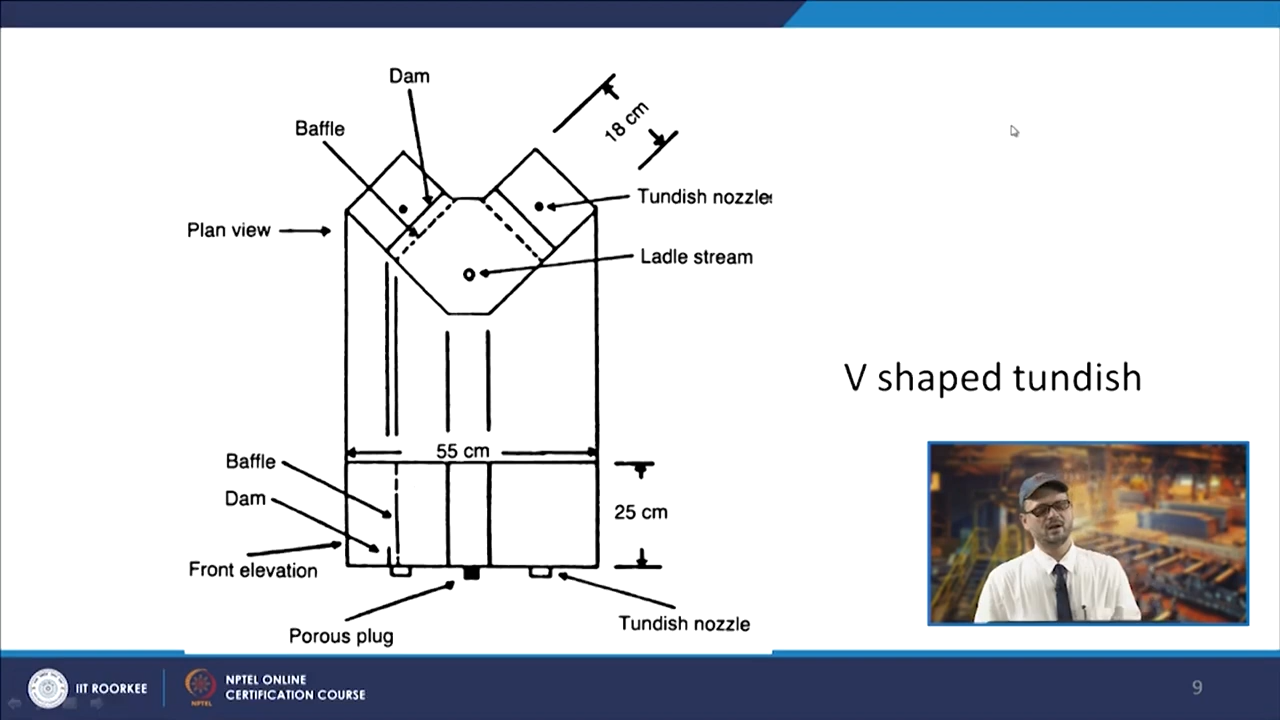 Dam
18 cm
Baffle
Tundish nozzle
Plan view
Ladle stream
V shaped tundish
55 cm
Baffle
Dam
25 cm
Front elevation
Tundish nozzle
Porous plug
IIT ROORKEE
NPTEL
NPTEL ONLINE
CERTIFICATION COURSE
9